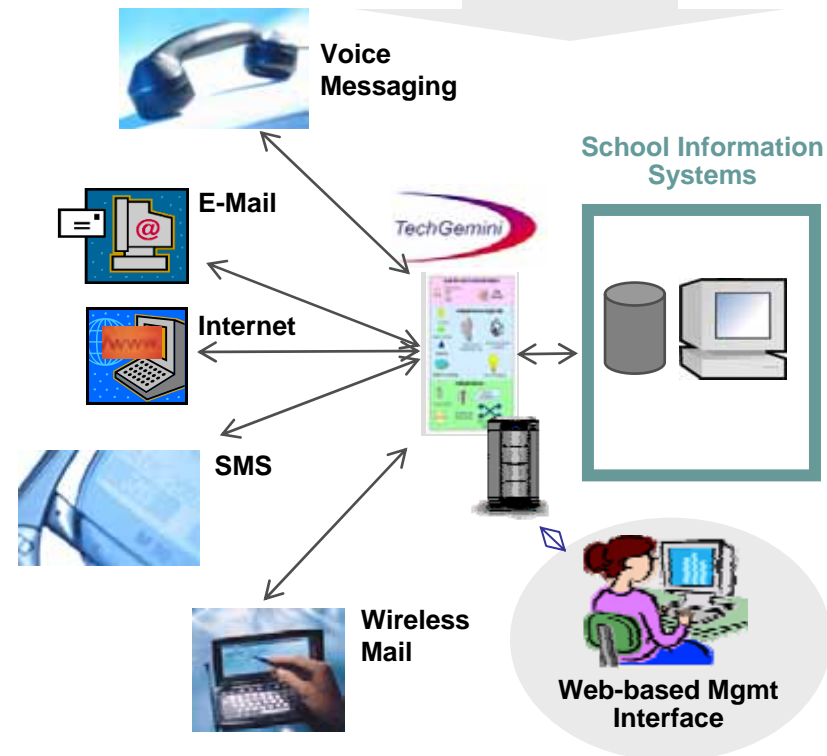 Voice
Messaging
School Information
Systems
E-Mail
@
TechGemini
Internet
SMS
Wireless
Mail
Web-based Mgmt
Interface